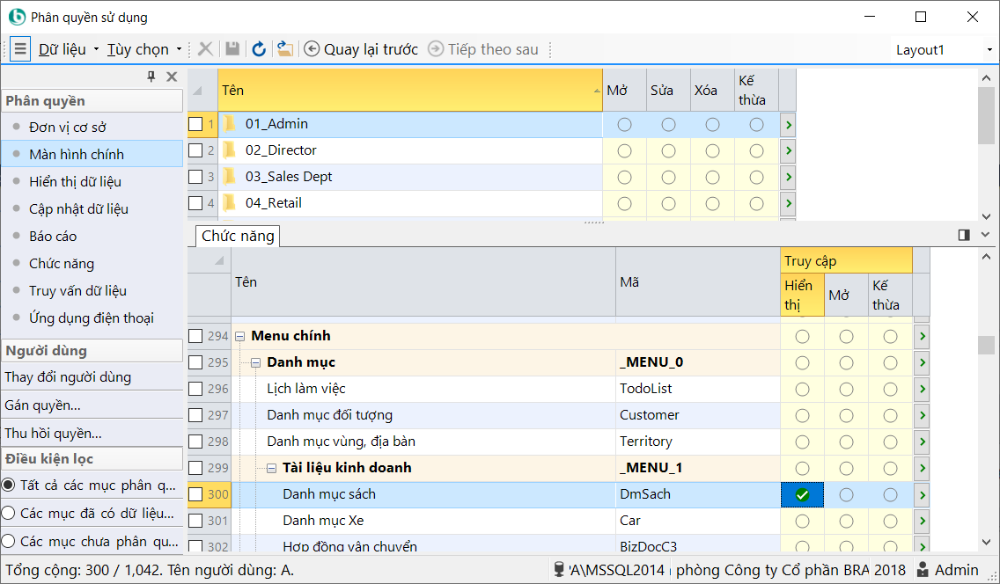 Phân quyền sử dụng
Dữ liệu Tùy chọn Quay lại trước Tiếp theo sau Layout1
Phân quyền
Đơn vị cơ sở
Màn hình chính
Hiển thị dữ liệu
Cập nhật dữ liệu
Báo cáo
Chức năng
Truy vấn dữ liệu
Ứng dụng điện thoại
Người dùng
Thay đổi người dùng
Gán quyền...
Thu hồi quyền...
Điều kiện lọc
Tất cả các mục phân q...
Các mục đã có dữ liệu...
Các mục chưa phân qu...
Tên Mở Sửa Xóa Kế thừa
1 01_Admin
2 02_Director
3 03_Sales Dept
4 04_Retail
Chức năng
Tên Mã Truy cập
Hiển thị Mở Kế thừa
294 Menu chính
295 Danh mục _MENU_0
296 Lịch làm việc TodoList
297 Danh mục đối tượng Customer
298 Danh mục vùng, địa bàn Territory
299 Tài liệu kinh doanh _MENU_1
300 Danh mục sách DmSach
301 Danh mục Xe Car
302 Hợp đồng vận chuyển BizDocC3
Tổng cộng: 300 / 1,042. Tên người dùng: A. 'A\MSSQL2014 phòng Công ty Cổ phần BRA 2018 Admin